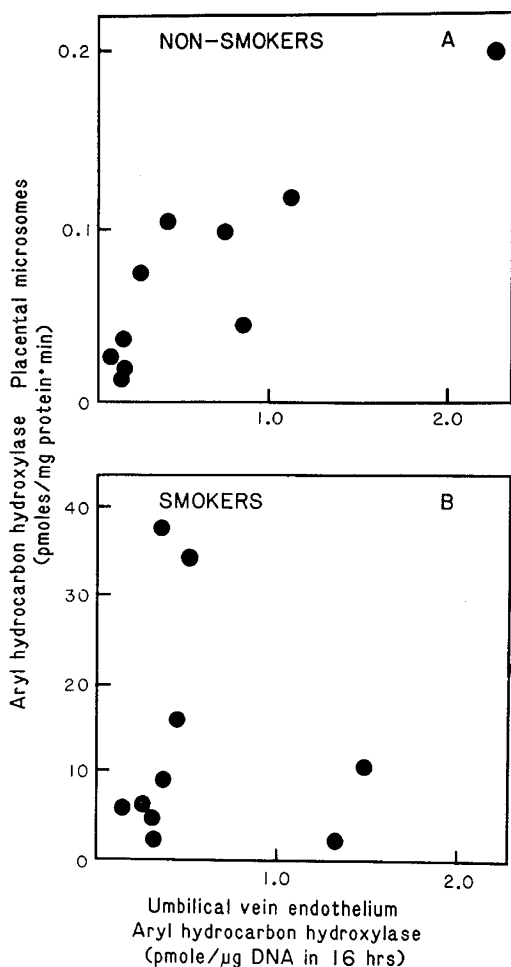 NON-SMOKERS A
0.2
0.1
0
1.0 2.0
SMOKERS B
40
30
20
10
0
1.0 2.0
Aryl hydrocarbon hydroxylase Placental microsomes
(pmoles/mg protein•min)
Umbilical vein endothelium
Aryl hydrocarbon hydroxylase
(pmole/μg DNA in 16 hrs)